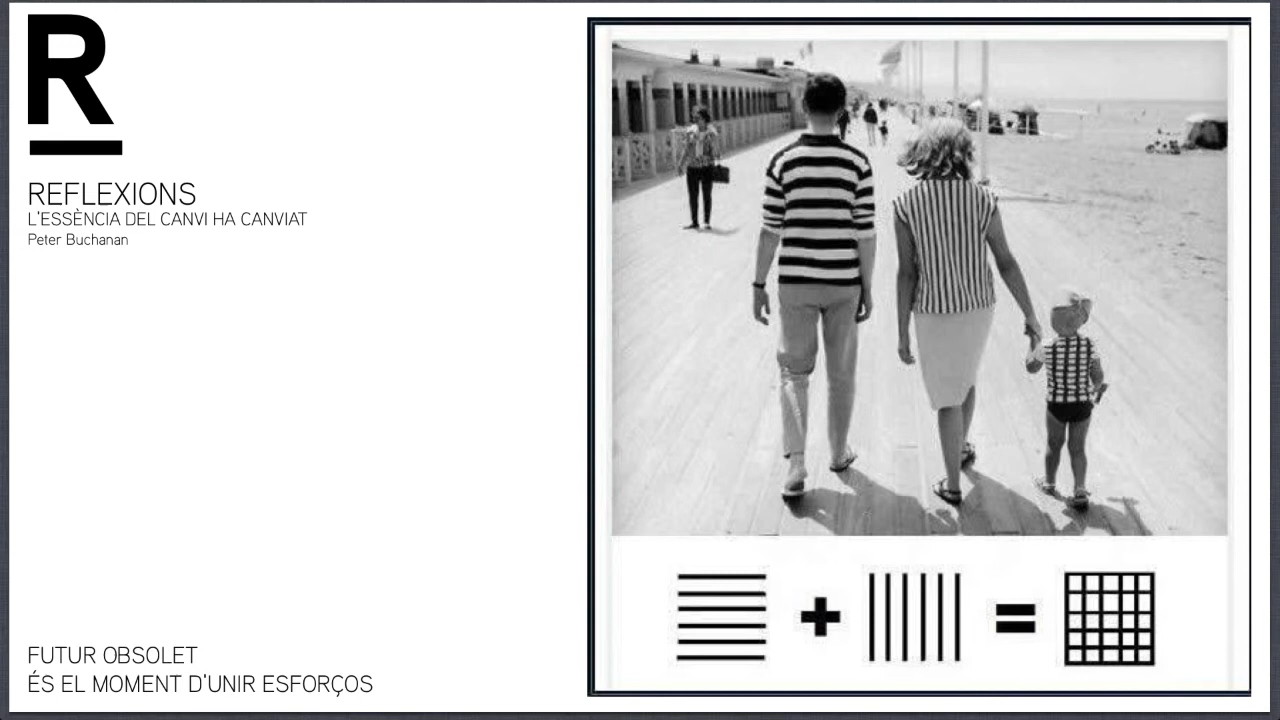 R
REFLEXIONS
L'ESSÈNCIA DEL CANVI HA CANVIAT
Peter Buchanan
FUTUR OBSOLET
ÉS EL MOMENT D'UNIR ESFORÇOS
+ =